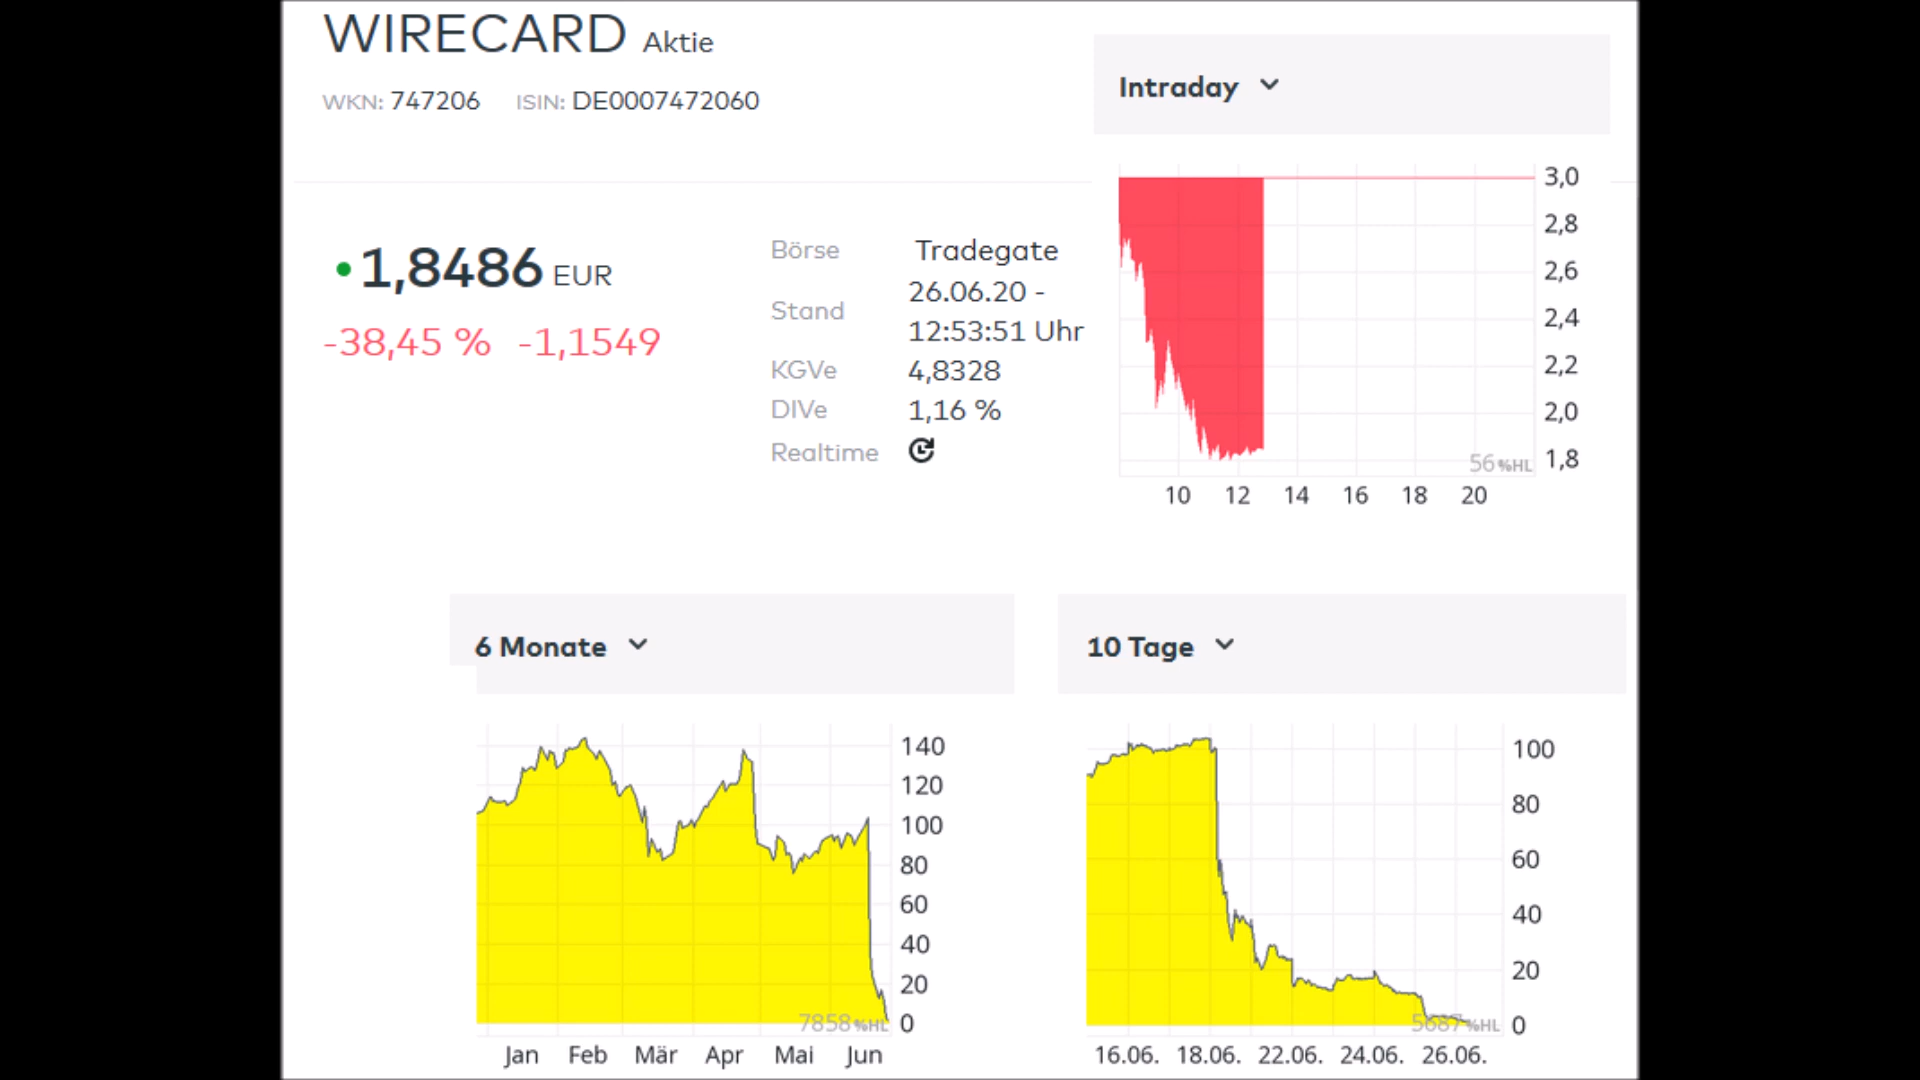 WIRECARD Aktie
WKN: 747206 ISIN: DE0007472060
1,8486 EUR
-38,45 % -1,1549
Börse Tradegate
Stand 26.06.20 -
12:53:51 Uhr
KGVe 4,8328
DIVe 1,16 %
Realtime
Intraday
3,0
2,8
2,6
2,4
2,2
2,0
1,8
56 %HL
10 12 14 16 18 20
6 Monate
140
120
100
80
60
40
20
0
7858 %HL
Jan Feb Mär Apr Mai Jun
10 Tage
100
80
60
40
20
0
5687 %HL
16.06. 18.06. 22.06. 24.06. 26.06.